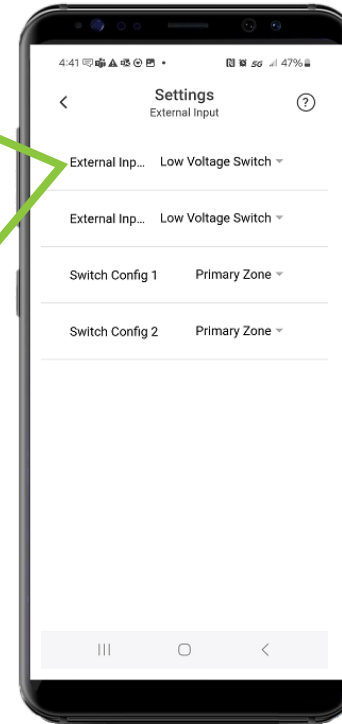 4:41 5G 47%
Settings
External Input
?
External Inp... Low Voltage Switch
External Inp... Low Voltage Switch
Switch Config 1 Primary Zone
Switch Config 2 Primary Zone